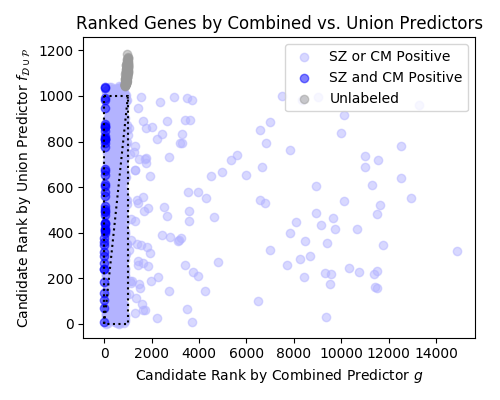 Ranked Genes by Combined vs. Union Predictors
SZ or CM Positive
SZ and CM Positive
Unlabeled
Candidate Rank by Union Predictor f_{𝒟∪𝒫}
1200
1000
800
600
400
200
0
0 2000 4000 6000 8000 10000 12000 14000
Candidate Rank by Combined Predictor g